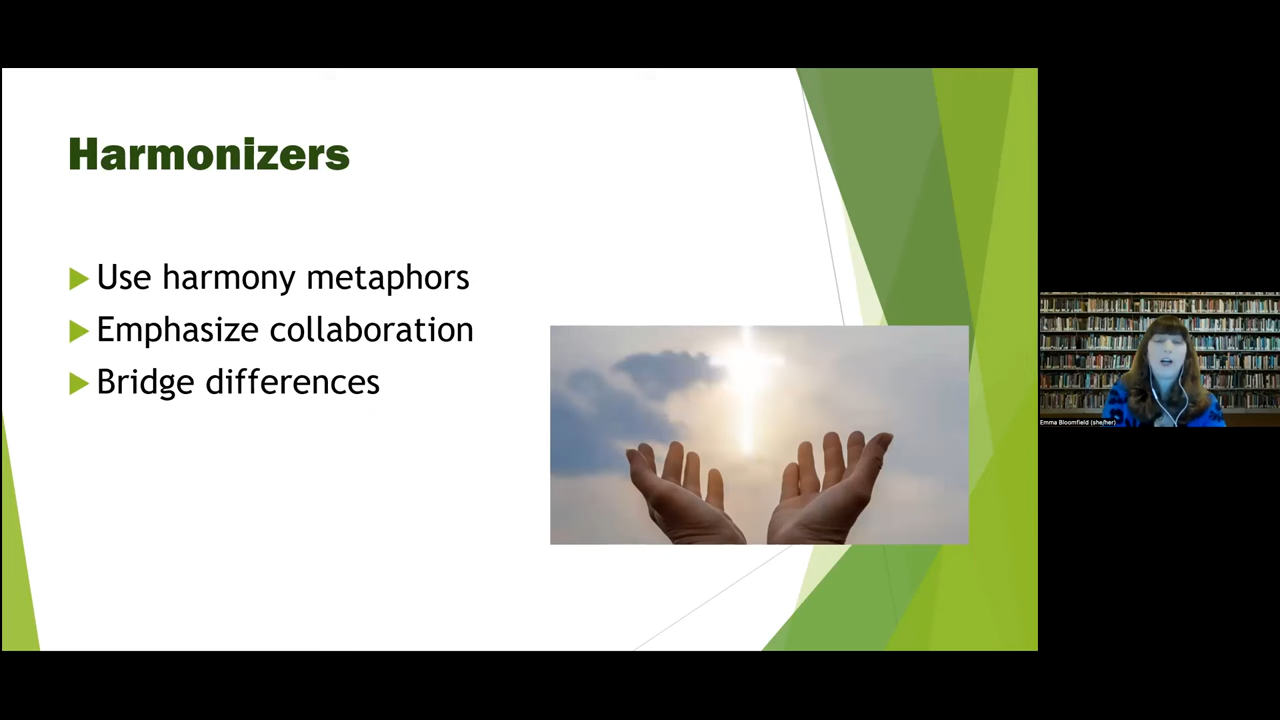 Harmonizers
Use harmony metaphors
Emphasize collaboration
Bridge differences
Emma Bloomfield (she/her)